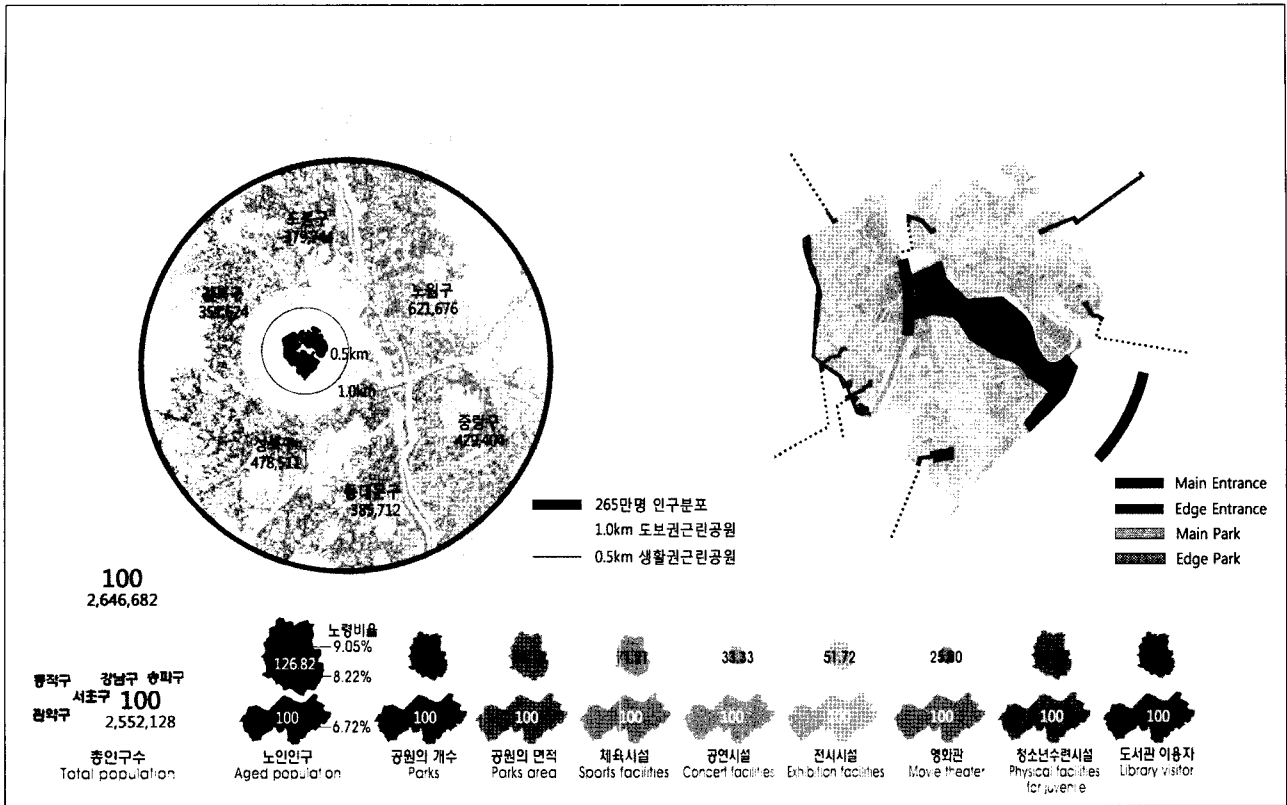 노원구
621,676
0.5km
1.0km
중랑구
478,511
동대문구
385,712
265만명 인구분포
1.0km 도보권근린공원
0.5km 생활권근린공원
Main Entrance
Edge Entrance
Main Park
Edge Park
100
2,646,682
노령비율
9.05%
126.82
8.22%
33.33
51.72
동작구 강남구 송파구
서초구 100
관악구 2,552,128
100
6.72%
100 100 100 100 100 100 100 100
총인구수
Total population
노인인구
Aged population
공원의 개수
Parks
공원의 면적
Parks area
체육시설
Sports facilities
공연시설
Concert facilities
전시시설
Exhibition facilities
영화관
Movie theater
청소년수련시설
Physical facilities
for juvenile
도서관 이용자
Library visitor